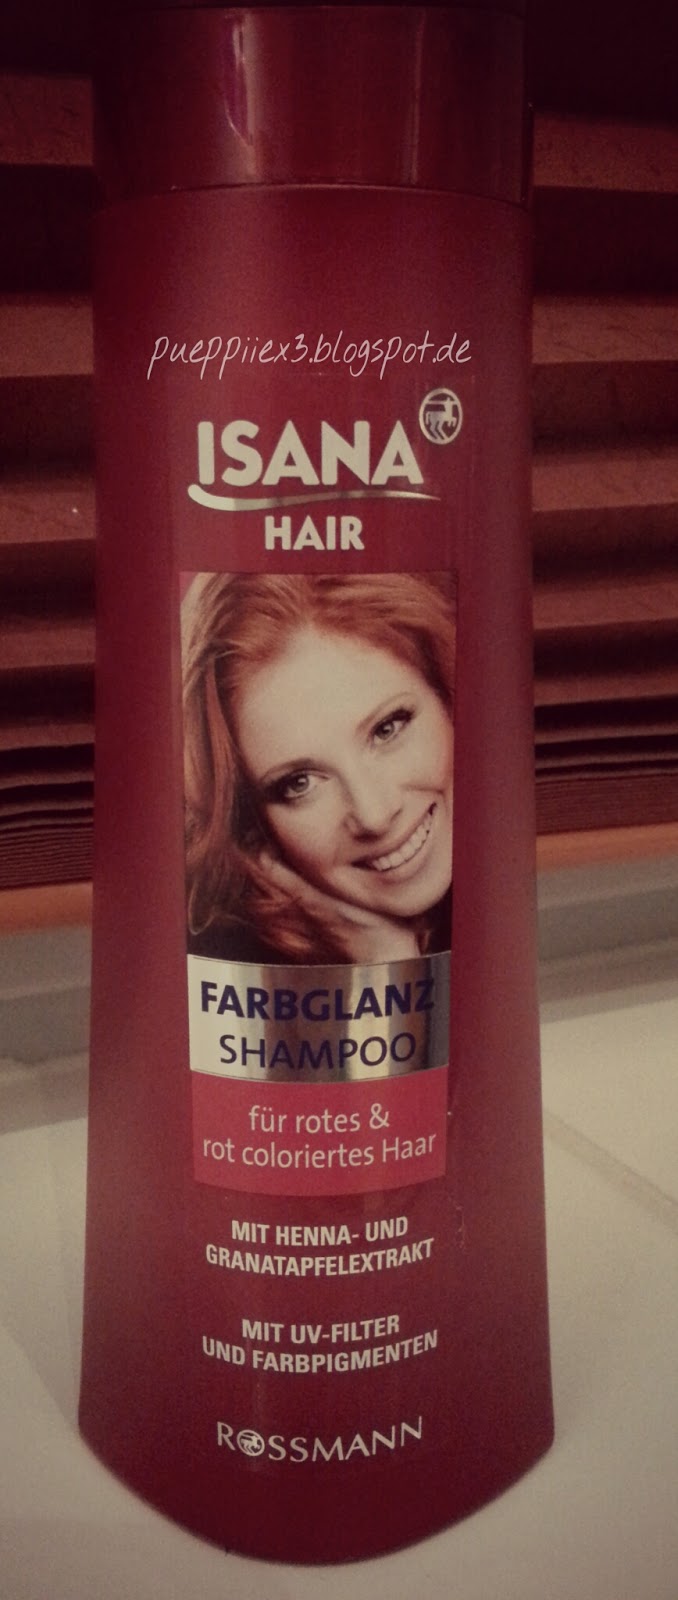 pueppiiex3.blogspot.de
ISANA
HAIR
FARBGLANZ
SHAMPOO
für rotes &
rot coloriertes Haar
MIT HENNA- UND
GRANATAPFELEXTRAKT
MIT UV-FILTER
UND FARBPIGMENTEN
ROSSMANN